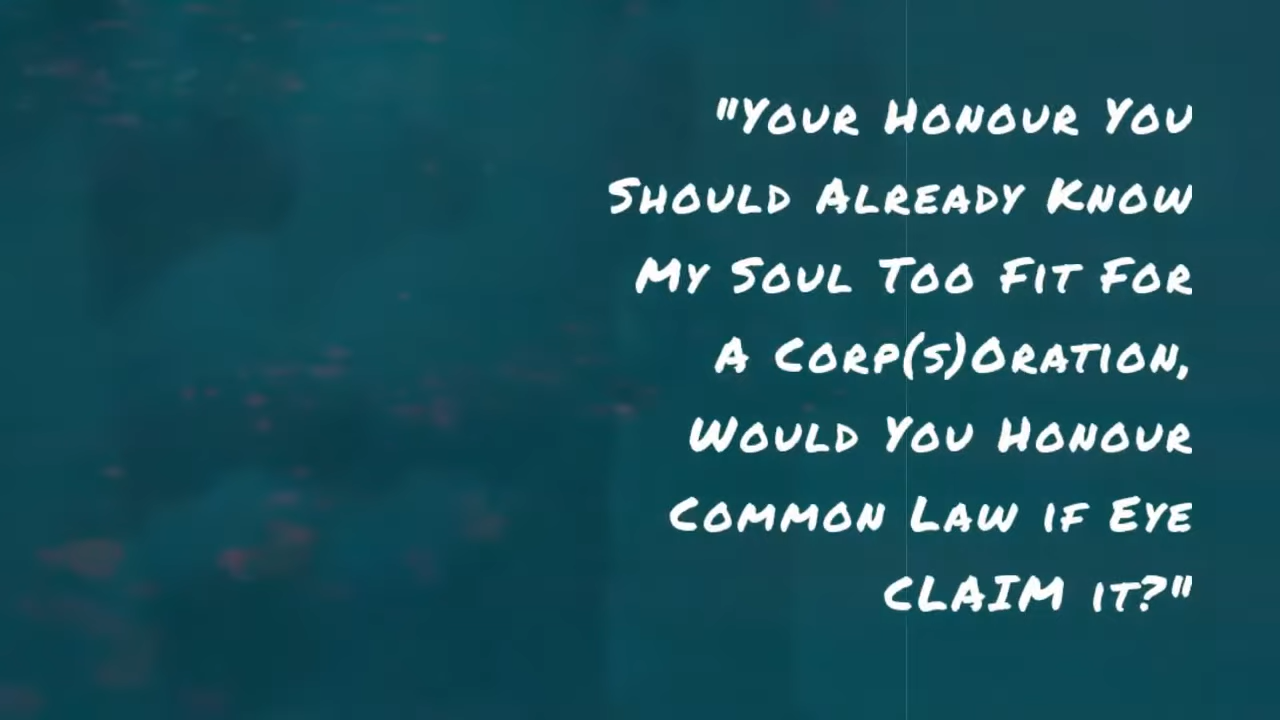 "Your Honour You
Should Already Know
My Soul Too Fit For
A Corp(s)Oration,
Would You Honour
Common Law if Eye
CLAIM it?"